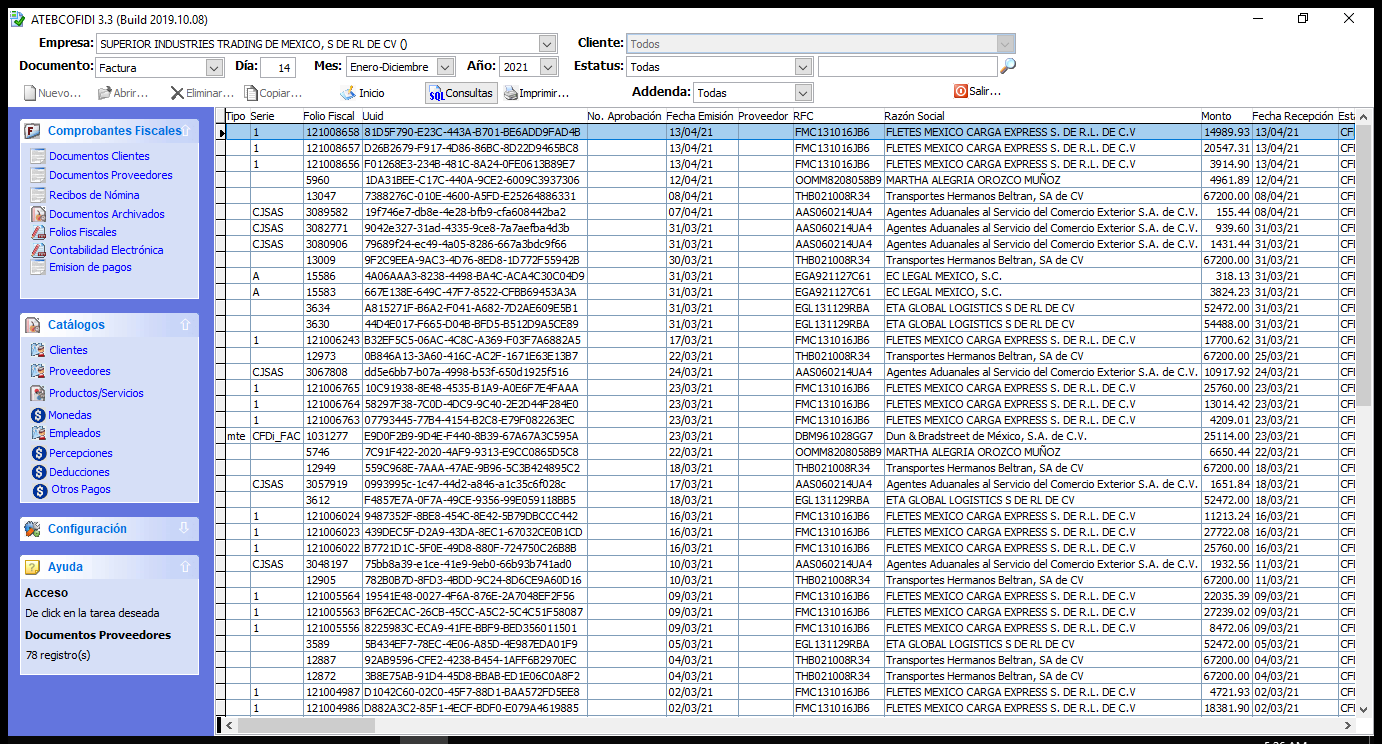 ATEBCOFIDI 3.3 (Build 2019.10.08)
Empresa: SUPERIOR INDUSTRIES TRADING DE MEXICO, S DE RL DE CV () Cliente: Todos
Documento: Factura Día: 14 Mes: Enero-Diciembre Año: 2021 Estatus: Todas
Nuevo... Abrir... Eliminar... Copiar... Inicio SQL Consultas Imprimir... Addenda: Todas Salir...
Comprobantes Fiscales
Documentos Clientes
Documentos Proveedores
Recibos de Nómina
Documentos Archivados
Folios Fiscales
Contabilidad Electrónica
Emision de pagos
Catálogos
Clientes
Proveedores
Productos/Servicios
Monedas
Empleados
Percepciones
Deducciones
Otros Pagos
Configuración
Ayuda
Acceso
De click en la tarea deseada
Documentos Proveedores
78 registro(s)
Tipo Serie Folio Fiscal Uuid No. Aprobación Fecha Emisión Proveedor RFC Razón Social Monto Fecha Recepción Esta
1 121008658 81D5F790-E23C-443A-B701-BE6ADD9FAD4B 13/04/21 FMC131016JB6 FLETES MEXICO CARGA EXPRESS S. DE R.L. DE C.V 14989.93 13/04/21 CF
1 121008657 D26B2679-F917-4D86-86BC-8D22D9465BC8 13/04/21 FMC131016JB6 FLETES MEXICO CARGA EXPRESS S. DE R.L. DE C.V 20547.31 13/04/21 CFI
1 121008656 F01268E3-234B-481C-8A24-0FE0613B89E7 13/04/21 FMC131016JB6 FLETES MEXICO CARGA EXPRESS S. DE R.L. DE C.V 3914.90 13/04/21 CFI
5960 1DA31BEE-C17C-440A-9CE2-6009C3937306 12/04/21 OOMM8208058B9 MARTHA ALEGRIA OROZCO MUÑOZ 4961.89 12/04/21 CFI
13047 7388276C-010E-4600-A5FD-E25264886331 08/04/21 THB021008R34 Transportes Hermanos Beltran, SA de CV 67200.00 08/04/21 CFI
CJSAS 3089582 19f746e7-db8e-4e28-bfb9-cfa608442ba2 07/04/21 AAS060214UA4 Agentes Aduanales al Servicio del Comercio Exterior S.A. de C.V. 155.44 08/04/21 CFI
CJSAS 3082771 9042e327-31ad-4335-9ce8-7a7aefba4d3b 31/03/21 AAS060214UA4 Agentes Aduanales al Servicio del Comercio Exterior S.A. de C.V. 939.60 31/03/21 CFI
CJSAS 3080906 79689f24-ec49-4a05-8286-667a3bdc9f66 31/03/21 AAS060214UA4 Agentes Aduanales al Servicio del Comercio Exterior S.A. de C.V. 1431.44 31/03/21 CFI
13009 9F2C9EEA-9AC3-4D76-8ED8-1D772F55942B 30/03/21 THB021008R34 Transportes Hermanos Beltran, SA de CV 67200.00 30/03/21 CFI
A 15586 4A06AAA3-8238-4498-BA4C-ACA4C30C04D9 31/03/21 EGA921127C61 EC LEGAL MEXICO, S.C. 318.13 31/03/21 CFI
A 15583 667E138E-649C-47F7-8522-CFBB69453A3A 31/03/21 EGA921127C61 EC LEGAL MEXICO, S.C. 3824.23 31/03/21 CFI
3634 A815271F-B6A2-F041-A682-7D2AE609E5B1 31/03/21 EGL131129RBA ETA GLOBAL LOGISTICS S DE RL DE CV 52472.00 31/03/21 CFI
3630 44D4E017-F665-D04B-BFD5-B512D9A5CE89 31/03/21 EGL131129RBA ETA GLOBAL LOGISTICS S DE RL DE CV 54488.00 31/03/21 CFI
1 121006243 B32EF5C5-06AC-4C8C-A369-F03F7A6882A5 17/03/21 FMC131016JB6 FLETES MEXICO CARGA EXPRESS S. DE R.L. DE C.V 17700.62 31/03/21 CFI
12973 0B846A13-3A60-416C-AC2F-1671E63E13B7 22/03/21 THB021008R34 Transportes Hermanos Beltran, SA de CV 67200.00 25/03/21 CFI
CJSAS 3067808 dd5e6bb7-b07a-4998-b53f-650d1925f516 24/03/21 AAS060214UA4 Agentes Aduanales al Servicio del Comercio Exterior S.A. de C.V. 10917.92 24/03/21 CFI
1 121006765 10C91938-8E48-4535-B1A9-A0E6F7E4FAAA 23/03/21 FMC131016JB6 FLETES MEXICO CARGA EXPRESS S. DE R.L. DE C.V 25760.00 23/03/21 CFI
1 121006764 58297F38-7C0D-4DC9-9C40-2E2D44F284E0 23/03/21 FMC131016JB6 FLETES MEXICO CARGA EXPRESS S. DE R.L. DE C.V 13014.42 23/03/21 CFI
1 121006763 07793445-77B4-4154-B2C8-E79F082263EC 23/03/21 FMC131016JB6 FLETES MEXICO CARGA EXPRESS S. DE R.L. DE C.V 4209.01 23/03/21 CFI
mte CFDi_FAC 1031277 E9D0F2B9-9D4E-F440-8B39-67A67A3C595A 23/03/21 DBM961028GG7 Dun & Bradstreet de México, S.A. de C.V. 25114.00 23/03/21 CFI
5746 7C91F422-2020-4AF9-9313-E9CC0865D5C8 22/03/21 OOMM8208058B9 MARTHA ALEGRIA OROZCO MUÑOZ 6650.44 22/03/21 CFI
12949 559C968E-7AAA-47AE-9B96-5C3B424895C2 18/03/21 THB021008R34 Transportes Hermanos Beltran, SA de CV 67200.00 18/03/21 CFI
CJSAS 3057919 0993995c-1c47-44d2-a846-a1c35c6f028c 17/03/21 AAS060214UA4 Agentes Aduanales al Servicio del Comercio Exterior S.A. de C.V. 1651.84 18/03/21 CFI
3612 F4857E7A-0F7A-49CE-9356-99E059118BB5 18/03/21 EGL131129RBA ETA GLOBAL LOGISTICS S DE RL DE CV 52472.00 18/03/21 CFI
1 121006024 9487352F-8BE8-454C-8E42-5B79DBCCC442 16/03/21 FMC131016JB6 FLETES MEXICO CARGA EXPRESS S. DE R.L. DE C.V 11213.24 16/03/21 CFI
1 121006023 439DEC5F-D2A9-43DA-8EC1-67032CE0B1CD 16/03/21 FMC131016JB6 FLETES MEXICO CARGA EXPRESS S. DE R.L. DE C.V 27722.08 16/03/21 CFI
1 121006022 B7721D1C-5F0E-49D8-880F-724750C26B8B 16/03/21 FMC131016JB6 FLETES MEXICO CARGA EXPRESS S. DE R.L. DE C.V 25760.00 16/03/21 CFI
CJSAS 3048197 75bb8a39-e1ce-41e9-9eb0-66b93b741ad0 10/03/21 AAS060214UA4 Agentes Aduanales al Servicio del Comercio Exterior S.A. de C.V. 1932.56 11/03/21 CFI
12905 782B0B7D-8FD3-4BDD-9C24-8D6CE9A60D16 10/03/21 THB021008R34 Transportes Hermanos Beltran, SA de CV 67200.00 11/03/21 CFI
1 121005564 19541E48-0027-4F6A-876E-2A7048EF2F56 09/03/21 FMC131016JB6 FLETES MEXICO CARGA EXPRESS S. DE R.L. DE C.V 22035.39 09/03/21 CFI
1 121005563 BF62ECAC-26CB-45CC-A5C2-5C4C51F58087 09/03/21 FMC131016JB6 FLETES MEXICO CARGA EXPRESS S. DE R.L. DE C.V 27239.02 09/03/21 CFI
1 121005556 8225983C-ECA9-41FE-BBF9-BED356011501 09/03/21 FMC131016JB6 FLETES MEXICO CARGA EXPRESS S. DE R.L. DE C.V 8472.06 09/03/21 CFI
3589 5B434EF7-78EC-4E06-A85D-4E987EDA01F9 05/03/21 EGL131129RBA ETA GLOBAL LOGISTICS S DE RL DE CV 52472.00 05/03/21 CFI
12887 92AB9596-CFE2-4238-B454-1AFF6B2970EC 04/03/21 THB021008R34 Transportes Hermanos Beltran, SA de CV 67200.00 04/03/21 CFI
12872 3B8E75AB-91D4-45D8-BBAB-ED1E06C0A8F2 04/03/21 THB021008R34 Transportes Hermanos Beltran, SA de CV 67200.00 04/03/21 CFI
1 121004987 D1042C60-02C0-45F7-88D1-BAA572FD5EE8 02/03/21 FMC131016JB6 FLETES MEXICO CARGA EXPRESS S. DE R.L. DE C.V 4721.93 02/03/21 CFI
1 121004986 D882A3C2-85F1-4ECF-BDF0-E079A4619885 02/03/21 FMC131016JB6 FLETES MEXICO CARGA EXPRESS S. DE R.L. DE C.V 18381.90 02/03/21 CFI